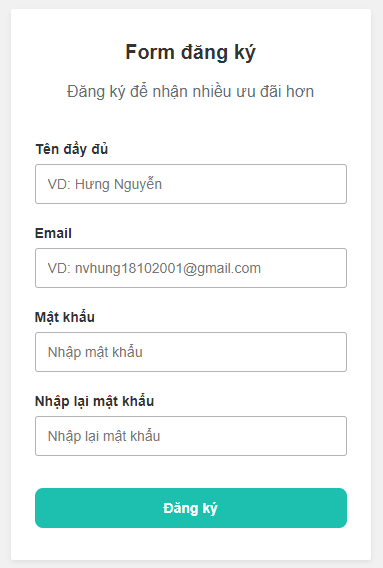 Form đăng ký
Đăng ký để nhận nhiều ưu đãi hơn
Tên đầy đủ
VD: Hưng Nguyễn
Email
VD: nvhung18102001@gmail.com
Mật khẩu
Nhập mật khẩu
Nhập lại mật khẩu
Nhập lại mật khẩu
Đăng ký